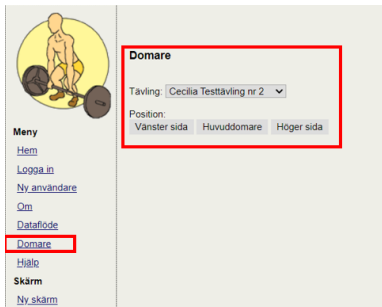 Domare
Tävling: Cecilia Testtävling nr 2
Position:
Vänster sida Huvuddomare Höger sida
Meny
Hem
Logga in
Ny användare
Om
Dataflöde
Domare
Hjälp
Skärm
Ny skärm